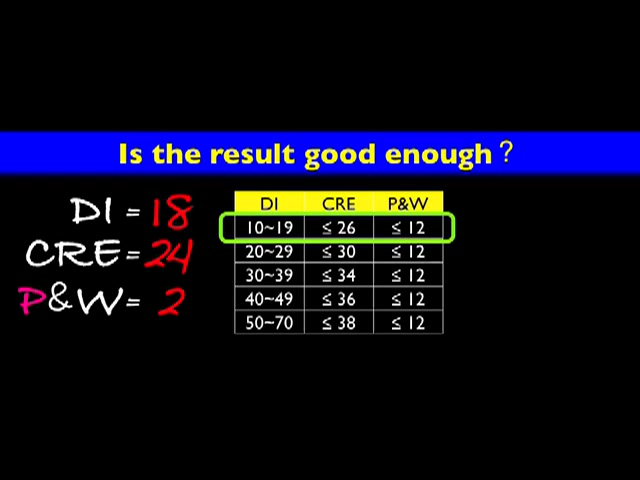 Is the result good enough?
DI = 18
CRE = 24
P&W = 2
DI CRE P&W
10~19 ≤ 26 ≤ 12
20~29 ≤ 30 ≤ 12
30~39 ≤ 34 ≤ 12
40~49 ≤ 36 ≤ 12
50~70 ≤ 38 ≤ 12